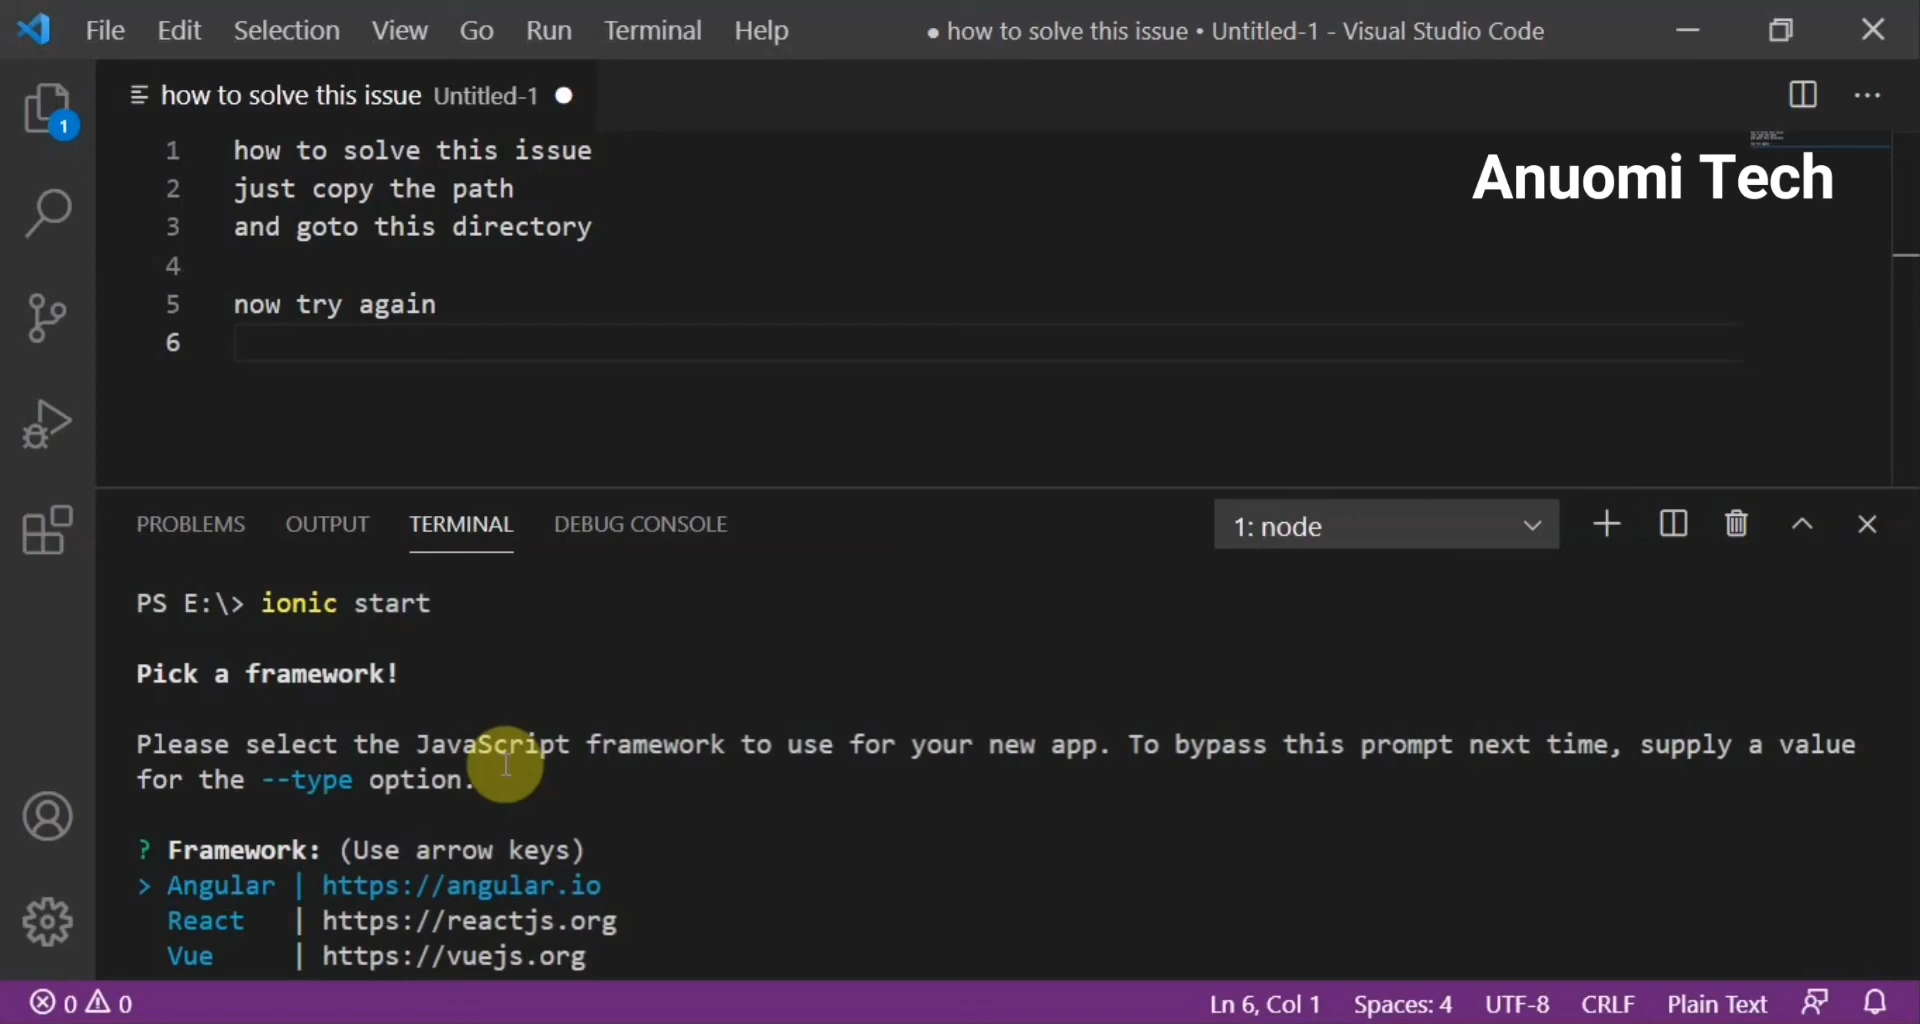 File Edit Selection View Go Run Terminal Help ● how to solve this issue • Untitled-1 - Visual Studio Code
how to solve this issue Untitled-1 ●
1 how to solve this issue
2 just copy the path
3 and goto this directory
4
5 now try again
6
Anuomi Tech
1
PROBLEMS OUTPUT TERMINAL DEBUG CONSOLE 1: node
PS E:\> ionic start
Pick a framework!
Please select the JavaScript framework to use for your new app. To bypass this prompt next time, supply a value
for the --type option.
? Framework: (Use arrow keys)
> Angular | https://angular.io
React | https://reactjs.org
Vue | https://vuejs.org
0 0 Ln 6, Col 1 Spaces: 4 UTF-8 CRLF Plain Text